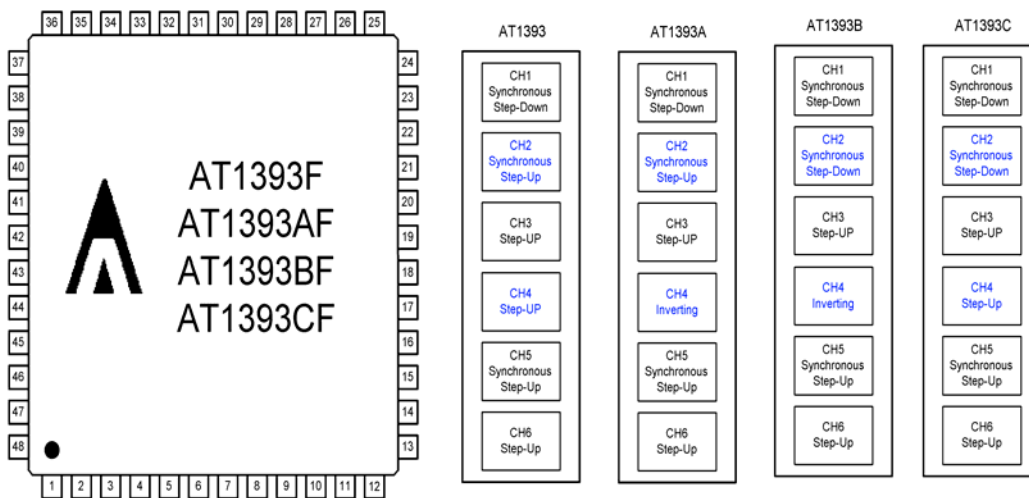 36 35 34 33 32 31 30 29 28 27 26 25
37
38
39
40
41
42
43
44
45
46
47
48
AT1393F
AT1393AF
AT1393BF
AT1393CF
24
23
22
21
20
19
18
17
16
15
14
13
1 2 3 4 5 6 7 8 9 10 11 12
AT1393
CH1
Synchronous
Step-Down
CH2
Synchronous
Step-Up
CH3
Step-UP
CH4
Step-UP
CH5
Synchronous
Step-Up
CH6
Step-Up
AT1393A
CH1
Synchronous
Step-Down
CH2
Synchronous
Step-Up
CH3
Step-UP
CH4
Inverting
CH5
Synchronous
Step-Up
CH6
Step-Up
AT1393B
CH1
Synchronous
Step-Down
CH2
Synchronous
Step-Down
CH3
Step-UP
CH4
Inverting
CH5
Synchronous
Step-Up
CH6
Step-Up
AT1393C
CH1
Synchronous
Step-Down
CH2
Synchronous
Step-Down
CH3
Step-UP
CH4
Step-Up
CH5
Synchronous
Step-Up
CH6
Step-Up